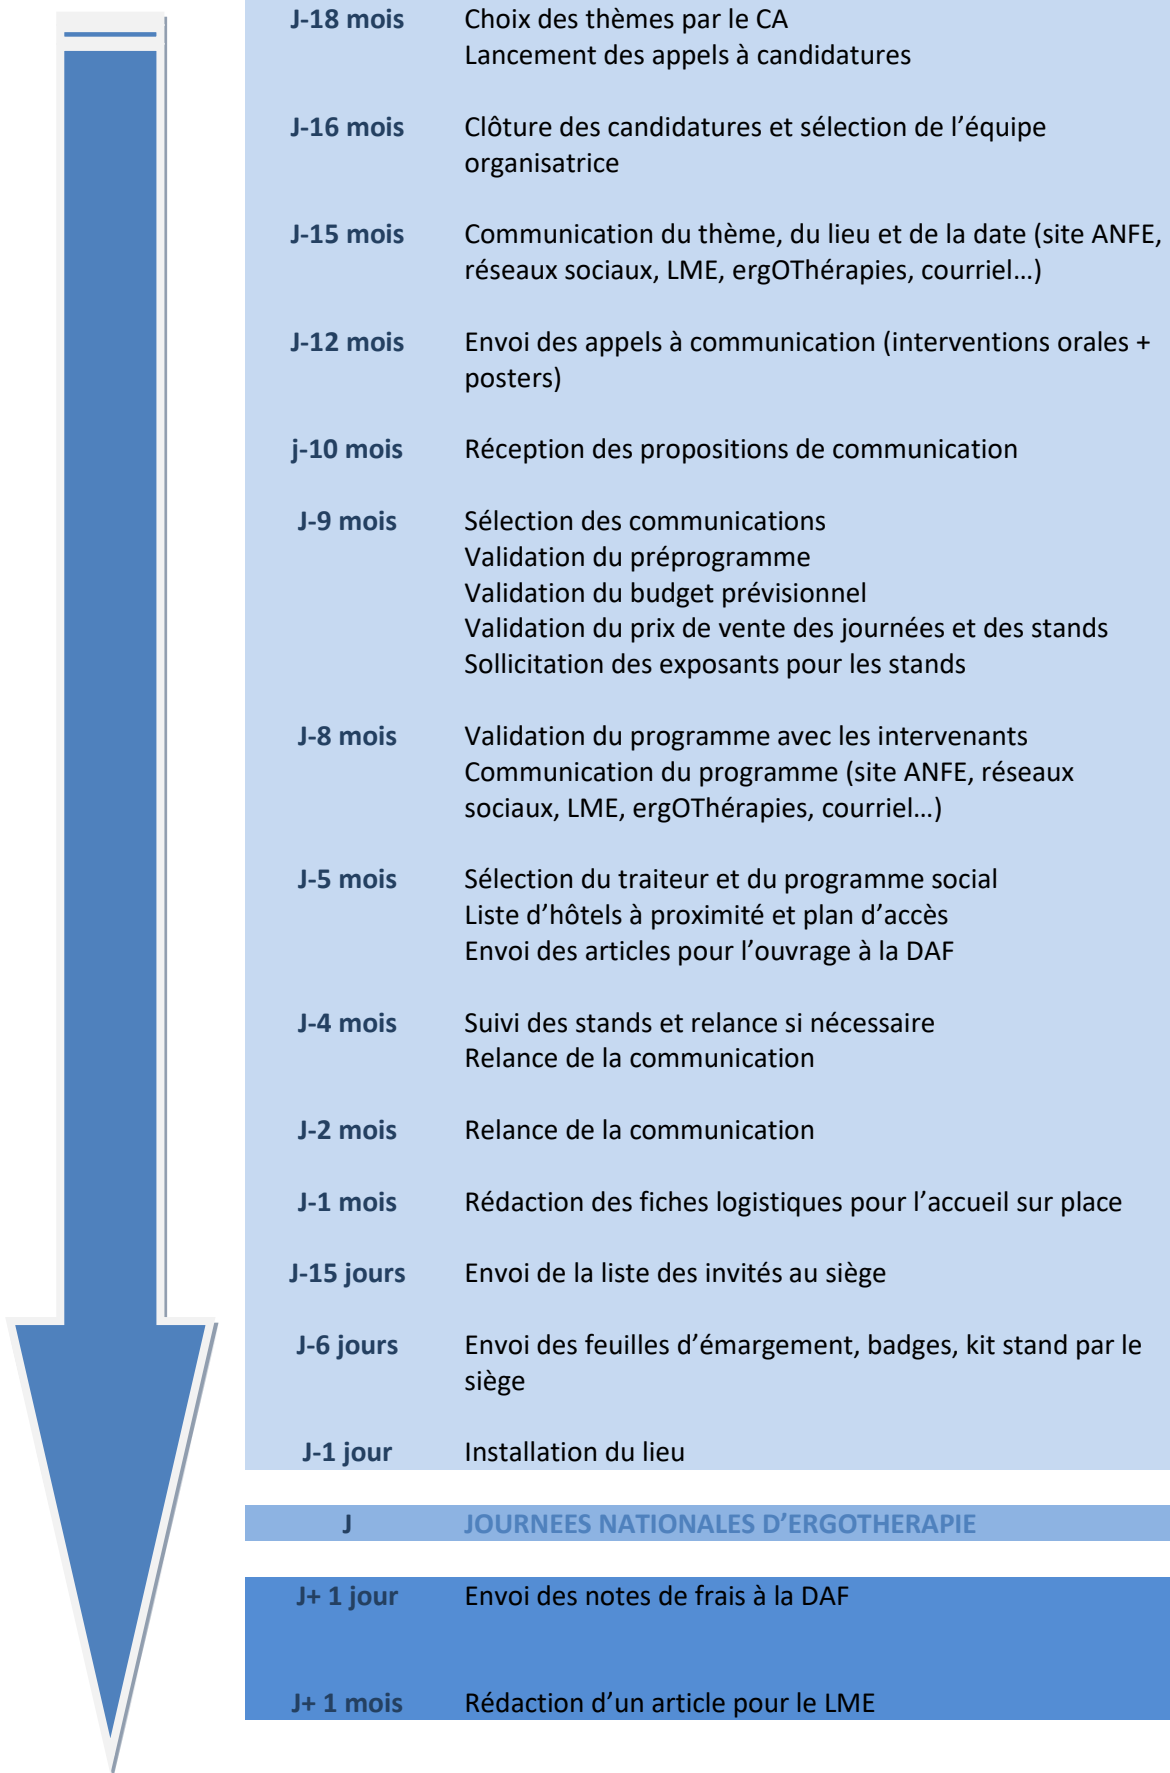 J-18 mois Choix des thèmes par le CA
Lancement des appels à candidatures
J-16 mois Clôture des candidatures et sélection de l’équipe
organisatrice
J-15 mois Communication du thème, du lieu et de la date (site ANFE,
réseaux sociaux, LME, ergOThérapies, courriel…)
J-12 mois Envoi des appels à communication (interventions orales +
posters)
j-10 mois Réception des propositions de communication
J-9 mois Sélection des communications
Validation du préprogramme
Validation du budget prévisionnel
Validation du prix de vente des journées et des stands
Sollicitation des exposants pour les stands
J-8 mois Validation du programme avec les intervenants
Communication du programme (site ANFE, réseaux
sociaux, LME, ergOThérapies, courriel…)
J-5 mois Sélection du traiteur et du programme social
Liste d’hôtels à proximité et plan d’accès
Envoi des articles pour l’ouvrage à la DAF
J-4 mois Suivi des stands et relance si nécessaire
Relance de la communication
J-2 mois Relance de la communication
J-1 mois Rédaction des fiches logistiques pour l’accueil sur place
J-15 jours Envoi de la liste des invités au siège
J-6 jours Envoi des feuilles d’émargement, badges, kit stand par le
siège
J-1 jour Installation du lieu
J JOURNEES NATIONALES D’ERGOTHERAPIE
J+ 1 jour Envoi des notes de frais à la DAF
J+ 1 mois Rédaction d’un article pour le LME